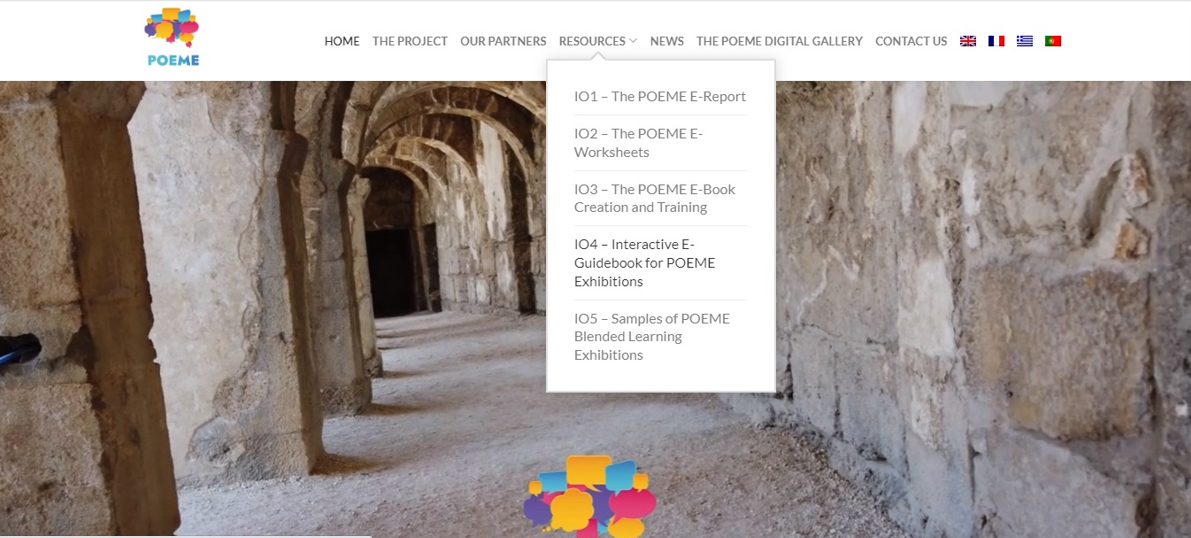 POEME
HOME THE PROJECT OUR PARTNERS RESOURCES NEWS THE POEME DIGITAL GALLERY CONTACT US
IO1 – The POEME E-Report
IO2 – The POEME E-
Worksheets
IO3 – The POEME E-Book
Creation and Training
IO4 – Interactive E-
Guidebook for POEME
Exhibitions
IO5 – Samples of POEME
Blended Learning
Exhibitions